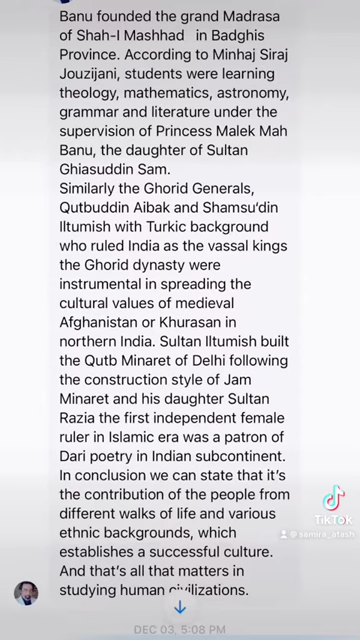 Banu founded the grand Madrasa
of Shah-I Mashhad in Badghis
Province. According to Minhaj Siraj
Jouzijani, students were learning
theology, mathematics, astronomy,
grammar and literature under the
supervision of Princess Malek Mah
Banu, the daughter of Sultan
Ghiasuddin Sam.
Similarly the Ghorid Generals,
Qutbuddin Aibak and Shamsu'din
Iltumish with Turkic background
who ruled India as the vassal kings
the Ghorid dynasty were
instrumental in spreading the
cultural values of medieval
Afghanistan or Khurasan in
northern India. Sultan Iltumish built
the Qutb Minaret of Delhi following
the construction style of Jam
Minaret and his daughter Sultan
Razia the first independent female
ruler in Islamic era was a patron of
Dari poetry in Indian subcontinent.
In conclusion we can state that it's
the contribution of the people from
different walks of life and various
ethnic backgrounds, which
establishes a successful culture.
And that's all that matters in
studying human civilizations.
TikTok
@samira_atash
DEC 03, 5:08 PM